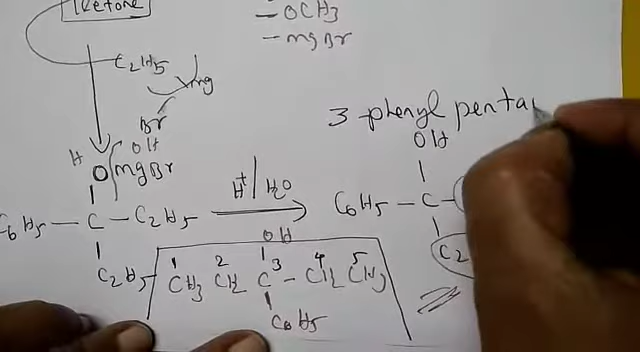 Ketone
— OCH3
— mgBr
C2H5
mg
Br
3 phenyl penta
OH
H OmgBr
OH
H+ / H2O
C6H5 — C —
C6H5 — C — C2H5
C2
C2H5
OH
1 2 3 4 5
CH3 CH2 C — CH2 CH3
C6H5